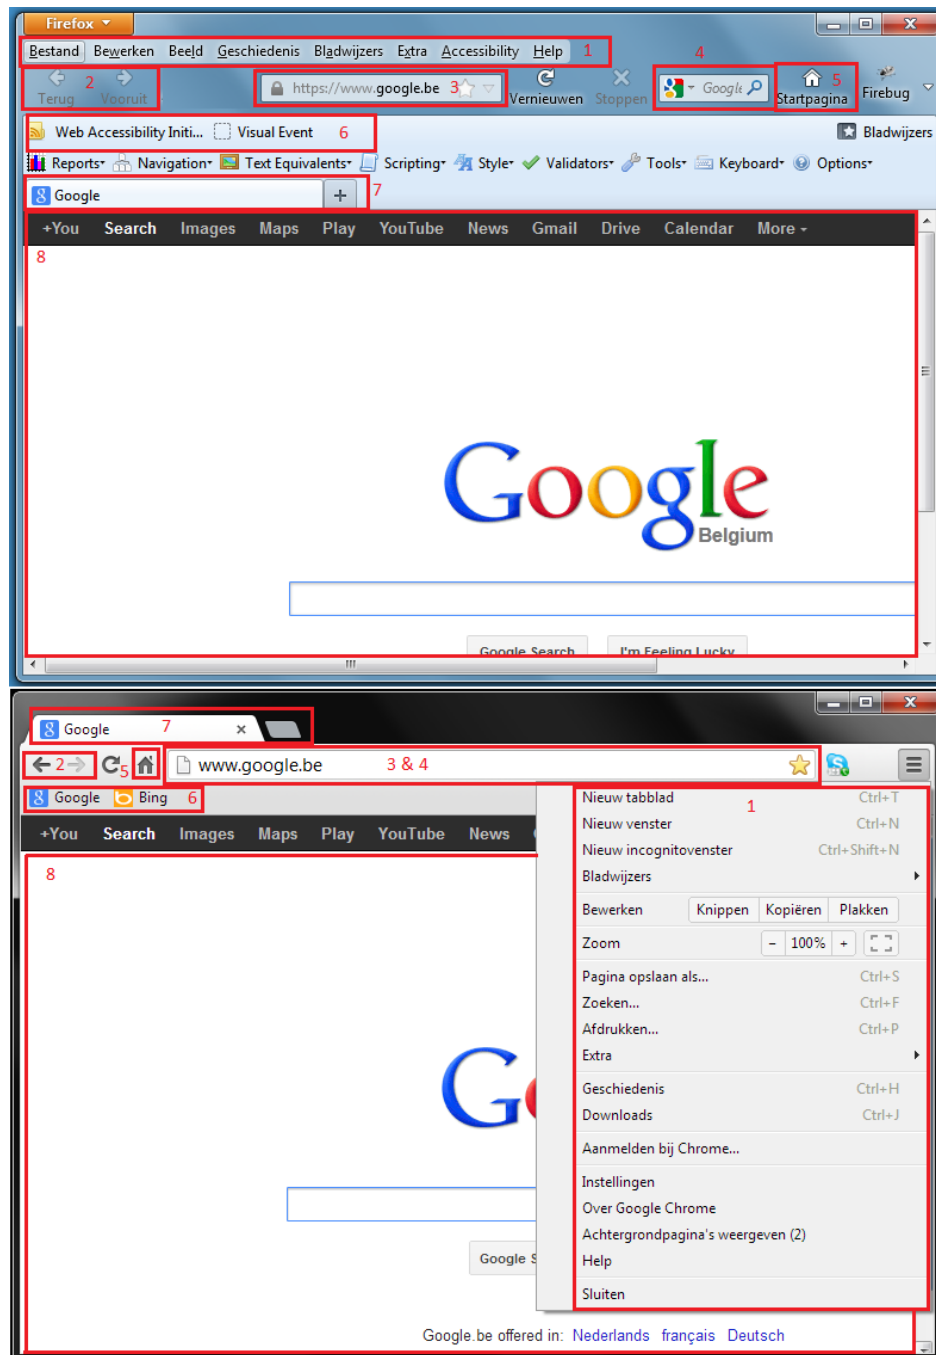 Firefox
Bestand Bewerken Beeld Geschiedenis Bladwijzers Extra Accessibility Help 1
4
2
Terug Vooruit
https://www.google.be 3
Vernieuwen Stoppen
Google
5
Startpagina
Firebug
Web Accessibility Initi... Visual Event 6
Bladwijzers
Reports Navigation Text Equivalents Scripting Style Validators Tools Keyboard Options
8 Google + 7
+You Search Images Maps Play YouTube News Gmail Drive Calendar More
8
Google
Belgium
Google Search I'm Feeling Lucky
8 Google 7 x
2 5 www.google.be 3 & 4
8 Google b Bing 6
+You Search Images Maps Play YouTube News
8
1
Nieuw tabblad Ctrl+T
Nieuw venster Ctrl+N
Nieuw incognitovenster Ctrl+Shift+N
Bladwijzers
Bewerken Knippen Kopiëren Plakken
Zoom - 100% +
Pagina opslaan als... Ctrl+S
Zoeken... Ctrl+F
Afdrukken... Ctrl+P
Extra
Geschiedenis Ctrl+H
Downloads Ctrl+J
Aanmelden bij Chrome...
Instellingen
Over Google Chrome
Achtergrondpagina's weergeven (2)
Help
Sluiten
Go
Google S
Google.be offered in: Nederlands français Deutsch